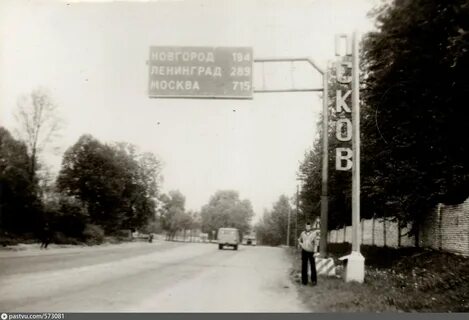 НОВГОРОД 194
ЛЕНИНГРАД 289
МОСКВА 715
ПСКОВ
pastvu.com/573081